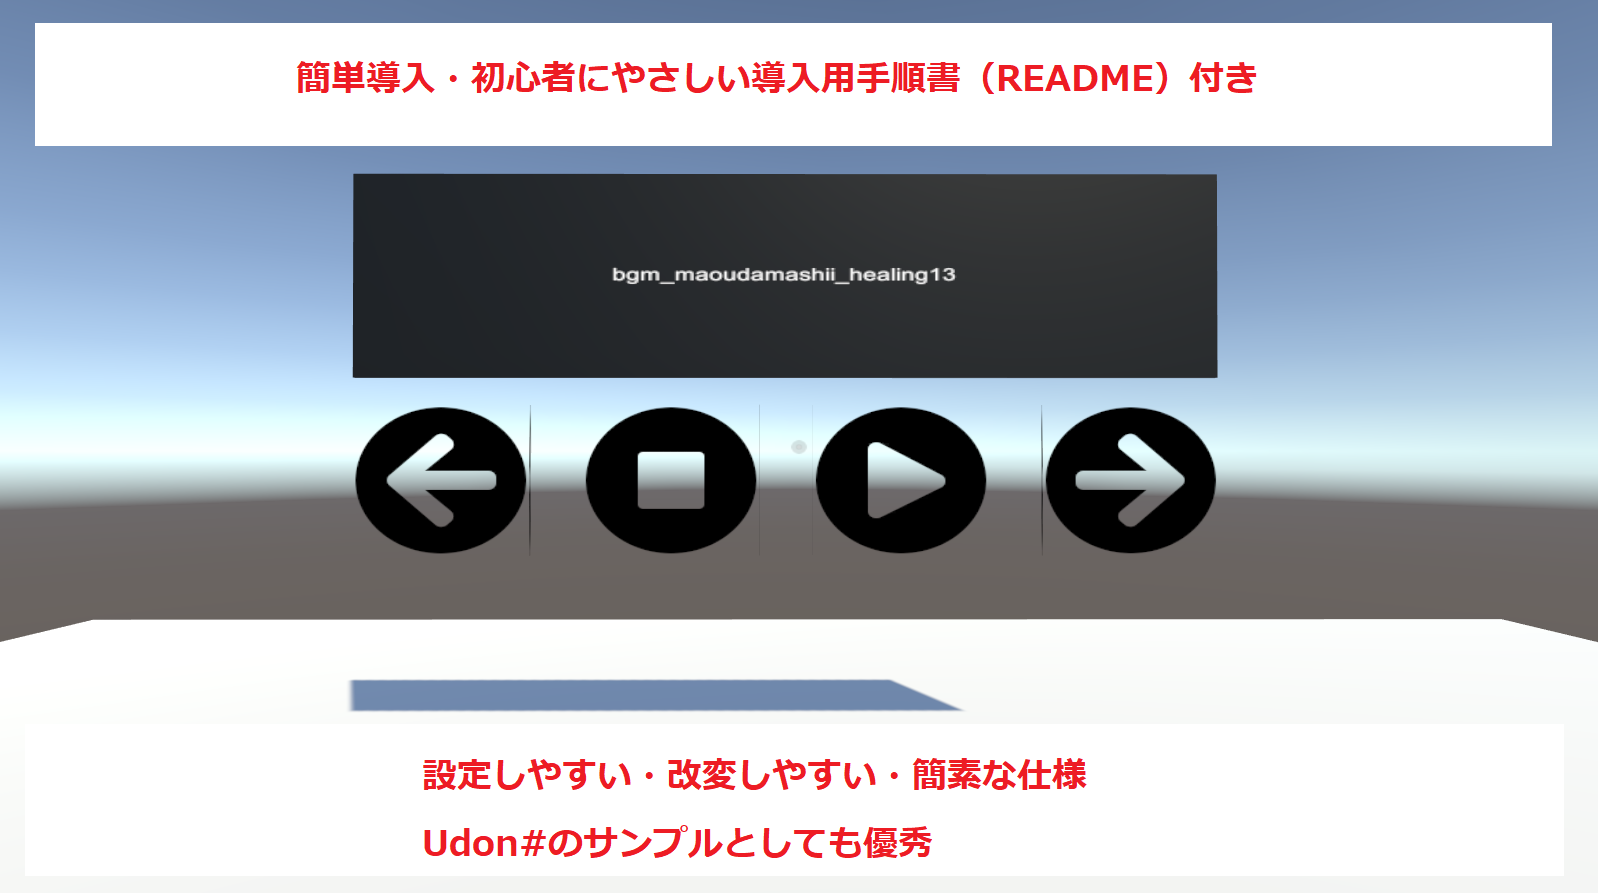 簡単導入・初心者にやさしい導入用手順書（README）付き
bgm_maoudamashii_healing13
設定しやすい・改変しやすい・簡素な仕様
Udon#のサンプルとしても優秀